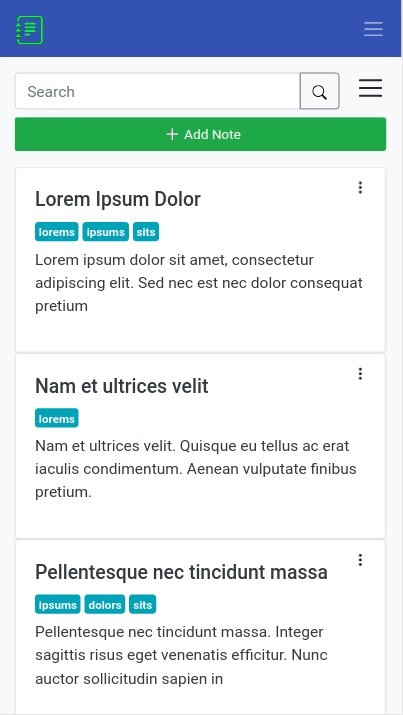 Search
Add Note
Lorem Ipsum Dolor
lorems ipsums sits
Lorem ipsum dolor sit amet, consectetur
adipiscing elit. Sed nec est nec dolor consequat
pretium
Nam et ultrices velit
lorems
Nam et ultrices velit. Quisque eu tellus ac erat
iaculis condimentum. Aenean vulputate finibus
pretium.
Pellentesque nec tincidunt massa
ipsums dolors sits
Pellentesque nec tincidunt massa. Integer
sagittis risus eget venenatis efficitur. Nunc
auctor sollicitudin sapien in